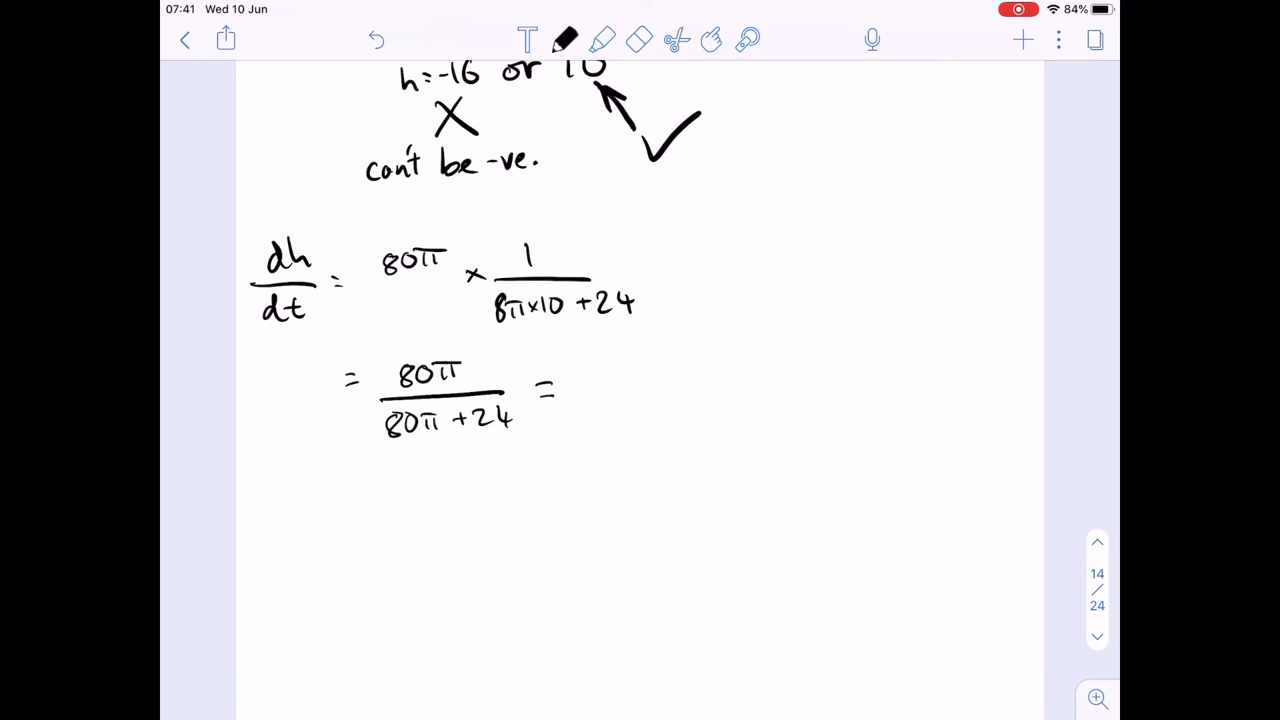 07:41 Wed 10 Jun 84%
T
h=-16 or 10
can't be -ve.
dh/dt = 80π × 1/(8π×10 +24)
= 80π/(80π +24) =
14
/
24